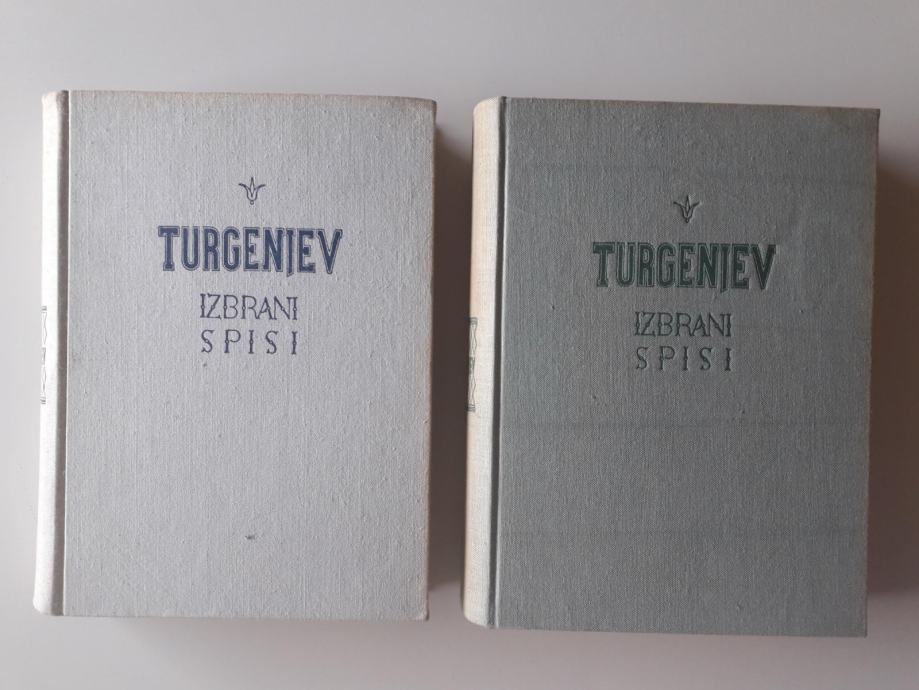 TURGENJEV
IZBRANI
SPISI
TURGENJEV
IZBRANI
SPISI